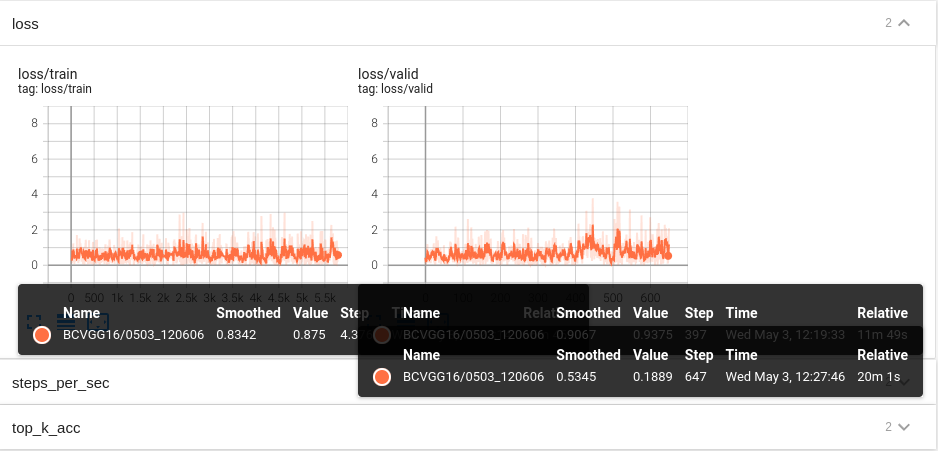 loss
2
loss/train
tag: loss/train
8
6
4
2
0
0 500 1k 1.5k 2k 2.5k 3k 3.5k 4k 4.5k 5k 5.5k
loss/valid
tag: loss/valid
8
6
4
2
0
0 100 200 300 400 500 600
Name Smoothed Value Step
BCVGG16/0503_120606 0.8342 0.875 4.3
Name Smoothed Value Step Time Relative
BCVGG16/0503_120606 0.9067 0.9375 397 Wed May 3, 12:19:33 11m 49s
Name Smoothed Value Step Time Relative
BCVGG16/0503_120606 0.5345 0.1889 647 Wed May 3, 12:27:46 20m 1s
steps_per_sec
top_k_acc
2